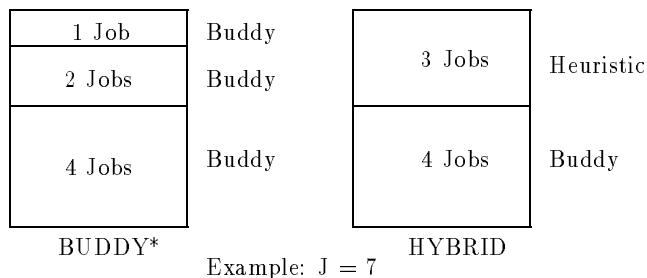 1 Job Buddy
2 Jobs Buddy
4 Jobs Buddy
BUDDY*
3 Jobs Heuristic
4 Jobs Buddy
HYBRID
Example: J = 7